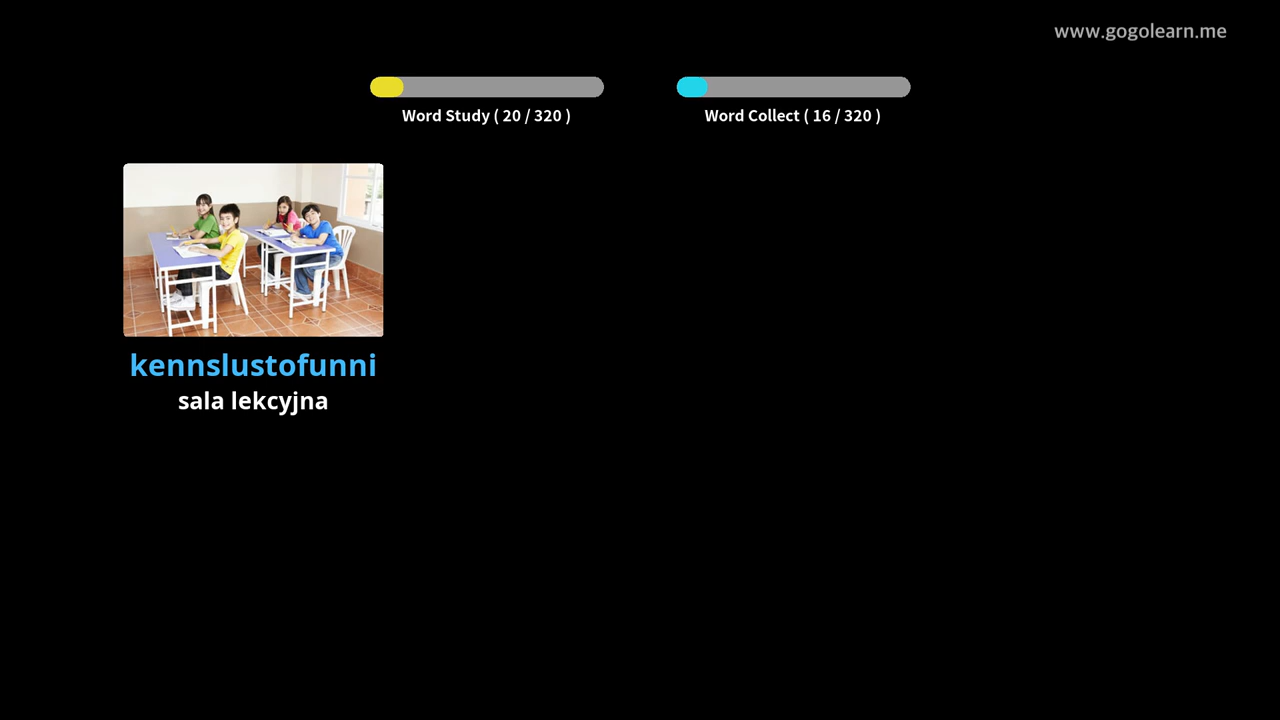 www.gogolearn.me
Word Study ( 20 / 320 )
Word Collect ( 16 / 320 )
kennslustofunni
sala lekcyjna